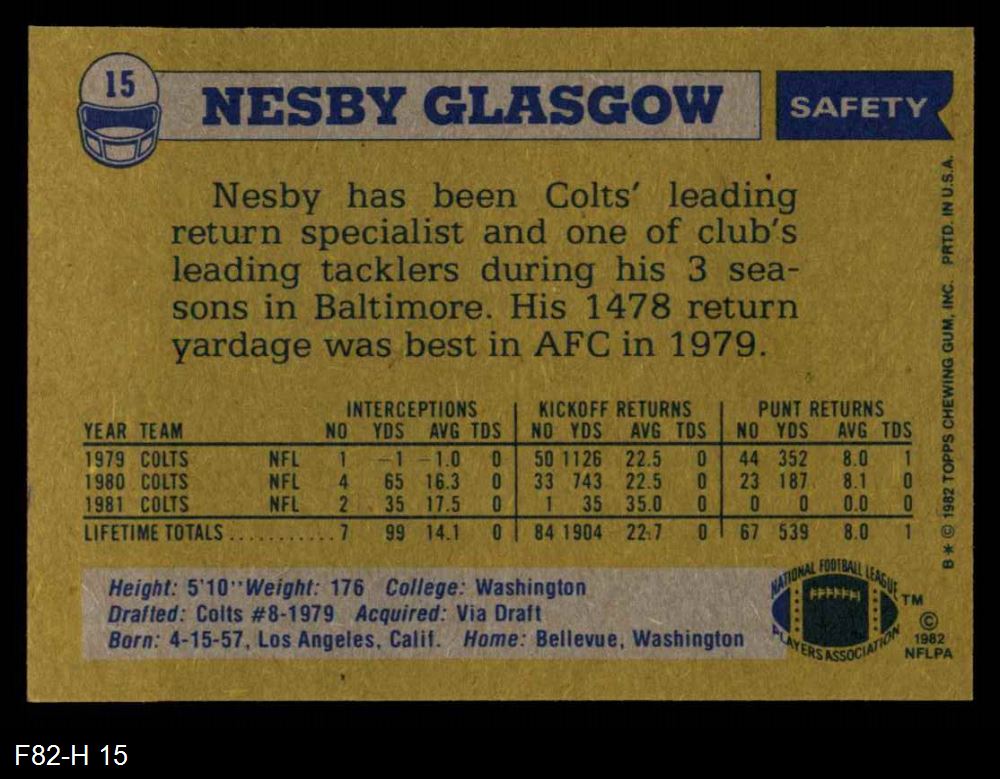 15
NESBY GLASGOW
SAFETY
Nesby has been Colts' leading
return specialist and one of club's
leading tacklers during his 3 sea-
sons in Baltimore. His 1478 return
yardage was best in AFC in 1979.
INTERCEPTIONS KICKOFF RETURNS PUNT RETURNS
YEAR TEAM NO YDS AVG TDS NO YDS AVG TDS NO YDS AVG TDS
1979 COLTS NFL 1 -1 -1.0 0 50 1126 22.5 0 44 352 8.0 1
1980 COLTS NFL 4 65 16.3 0 33 743 22.5 0 23 187 8.1 0
1981 COLTS NFL 2 35 17.5 0 1 35 35.0 0 0 0 0.0 0
LIFETIME TOTALS ........... 7 99 14.1 0 84 1904 22.7 0 67 539 8.0 1
Height: 5'10" Weight: 176 College: Washington
Drafted: Colts #8-1979 Acquired: Via Draft
Born: 4-15-57, Los Angeles, Calif. Home: Bellevue, Washington
NATIONAL FOOTBALL LEAGUE
PLAYERS ASSOCIATION
TM
©
1982
NFLPA
B * © 1982 TOPPS CHEWING GUM, INC. PRTD. IN U.S.A.
F82-H 15